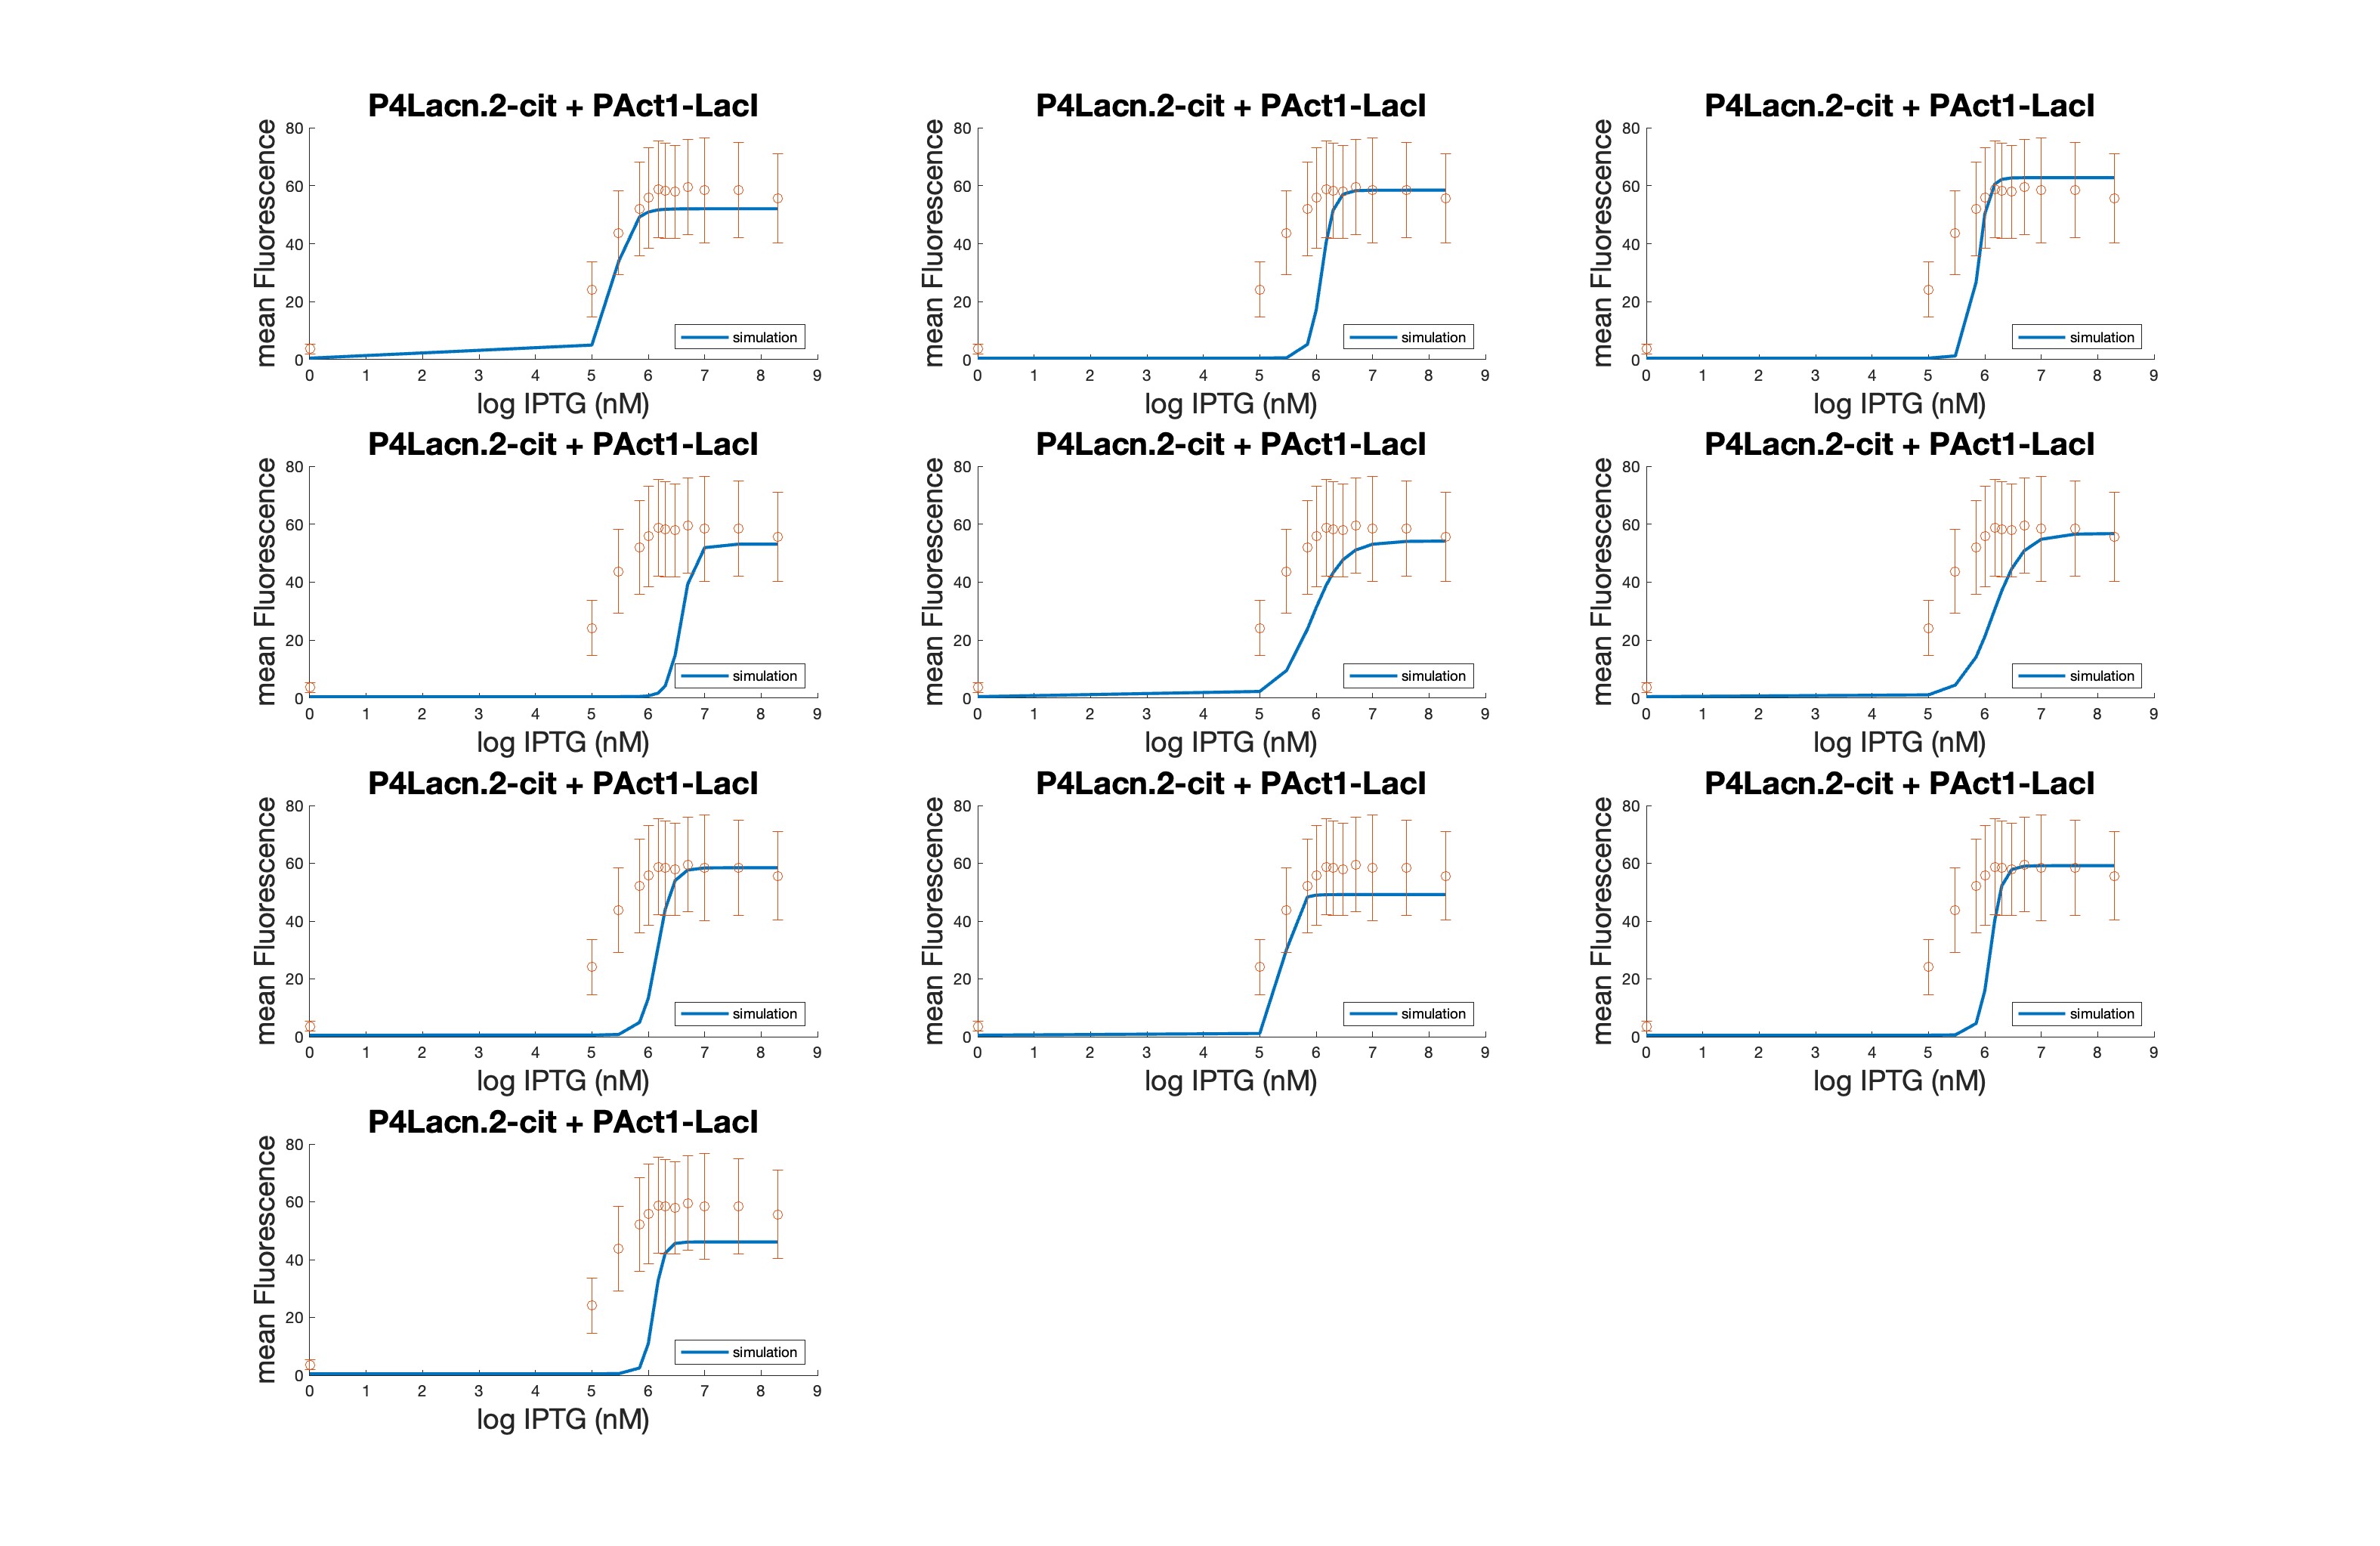 P4Lacn.2-cit + PAct1-LacI
80
60
40
20
0
mean Fluorescence
simulation
0 1 2 3 4 5 6 7 8 9
log IPTG (nM)
P4Lacn.2-cit + PAct1-LacI
80
60
40
20
0
mean Fluorescence
simulation
0 1 2 3 4 5 6 7 8 9
log IPTG (nM)
P4Lacn.2-cit + PAct1-LacI
80
60
40
20
0
mean Fluorescence
simulation
0 1 2 3 4 5 6 7 8 9
log IPTG (nM)
P4Lacn.2-cit + PAct1-LacI
80
60
40
20
0
mean Fluorescence
simulation
0 1 2 3 4 5 6 7 8 9
log IPTG (nM)
P4Lacn.2-cit + PAct1-LacI
80
60
40
20
0
mean Fluorescence
simulation
0 1 2 3 4 5 6 7 8 9
log IPTG (nM)
P4Lacn.2-cit + PAct1-LacI
80
60
40
20
0
mean Fluorescence
simulation
0 1 2 3 4 5 6 7 8 9
log IPTG (nM)
P4Lacn.2-cit + PAct1-LacI
80
60
40
20
0
mean Fluorescence
simulation
0 1 2 3 4 5 6 7 8 9
log IPTG (nM)
P4Lacn.2-cit + PAct1-LacI
80
60
40
20
0
mean Fluorescence
simulation
0 1 2 3 4 5 6 7 8 9
log IPTG (nM)
P4Lacn.2-cit + PAct1-LacI
80
60
40
20
0
mean Fluorescence
simulation
0 1 2 3 4 5 6 7 8 9
log IPTG (nM)
P4Lacn.2-cit + PAct1-LacI
80
60
40
20
0
mean Fluorescence
simulation
0 1 2 3 4 5 6 7 8 9
log IPTG (nM)